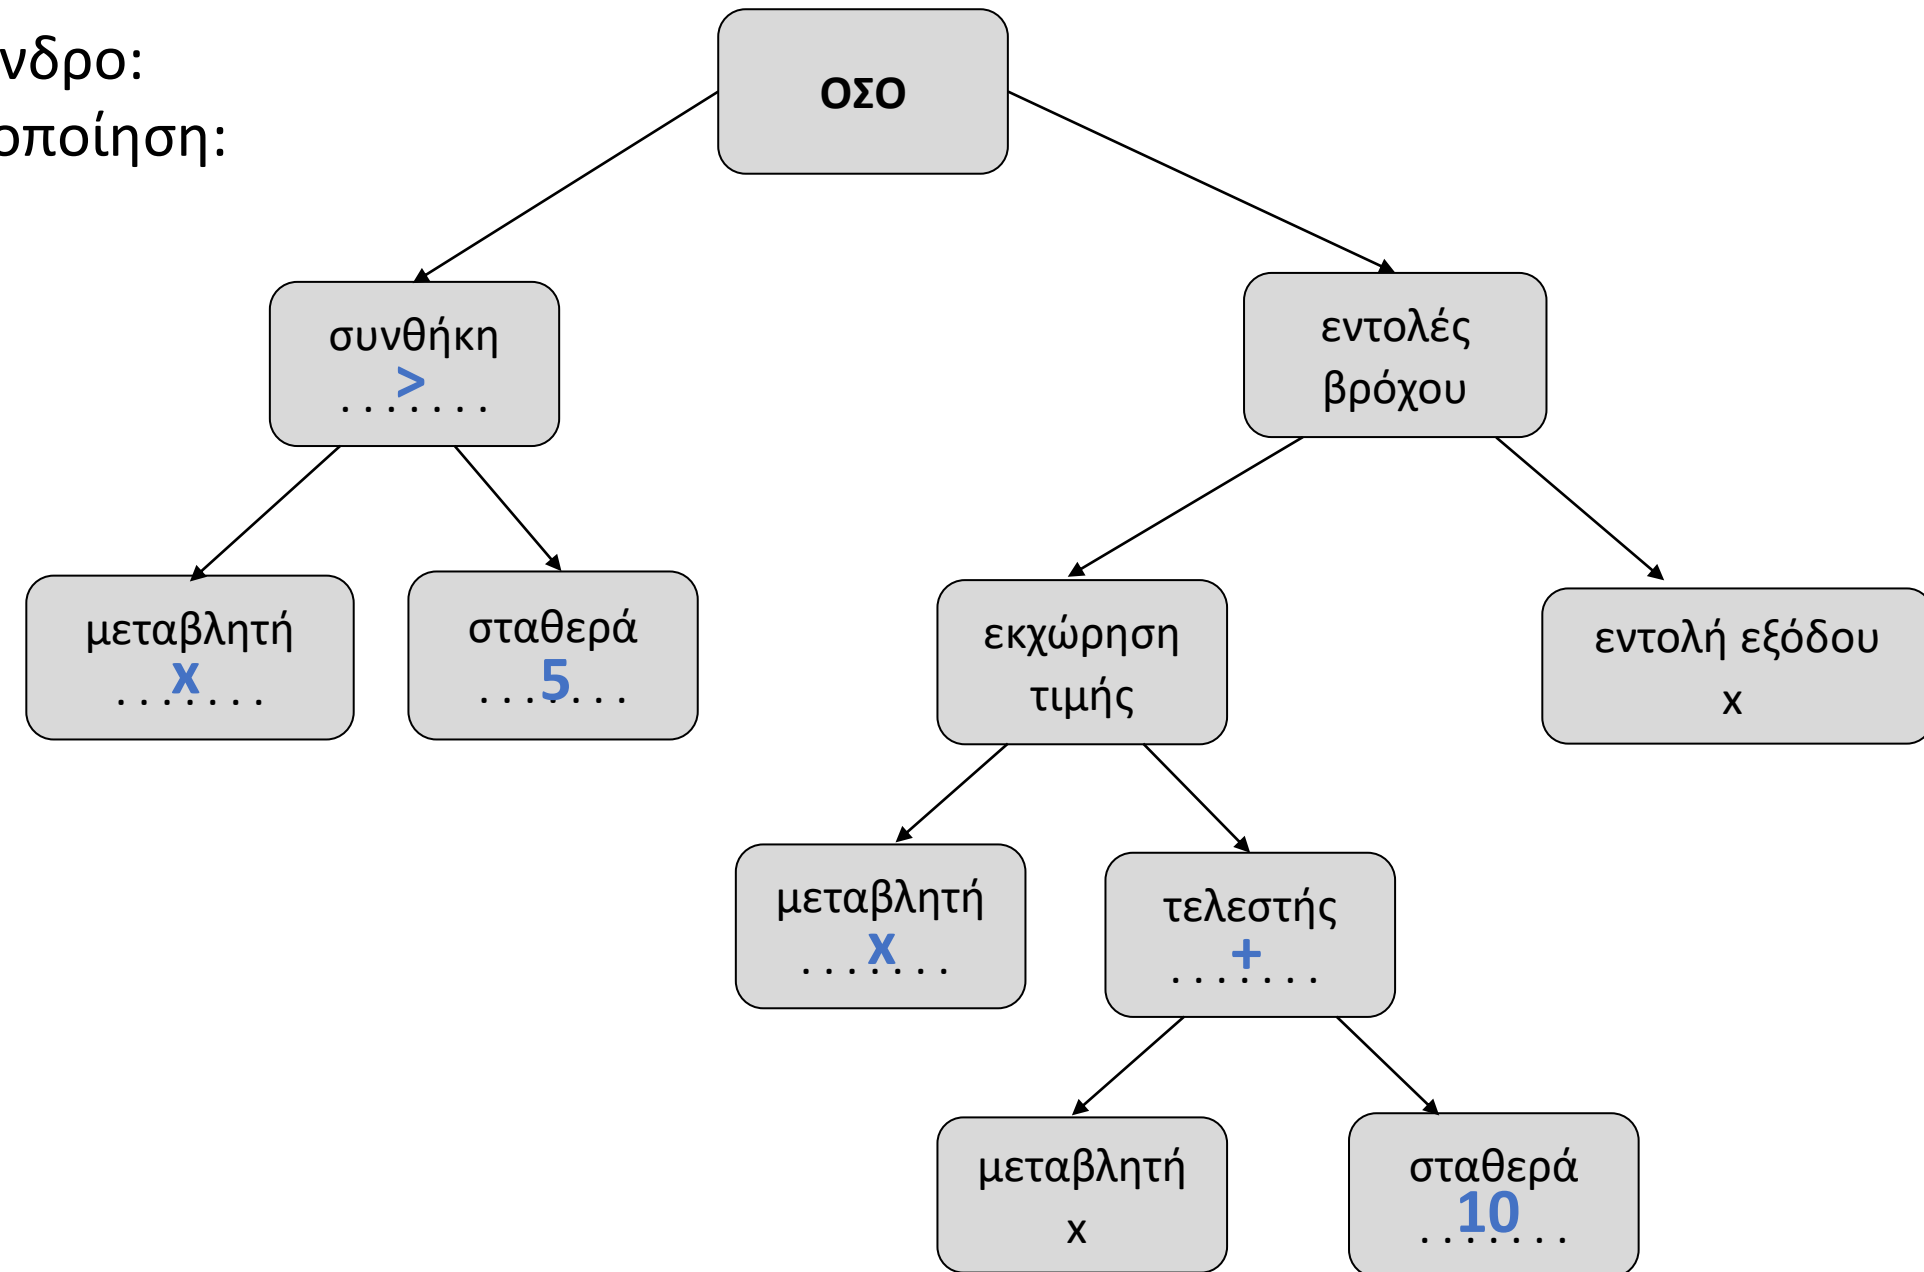 νδρο:
οποίηση:
ΟΣΟ
συνθήκη
>
.......
εντολές
βρόχου
μεταβλητή
x
.......
σταθερά
5
.......
εκχώρηση
τιμής
εντολή εξόδου
x
μεταβλητή
x
.......
τελεστής
+
.......
μεταβλητή
x
σταθερά
10
.......